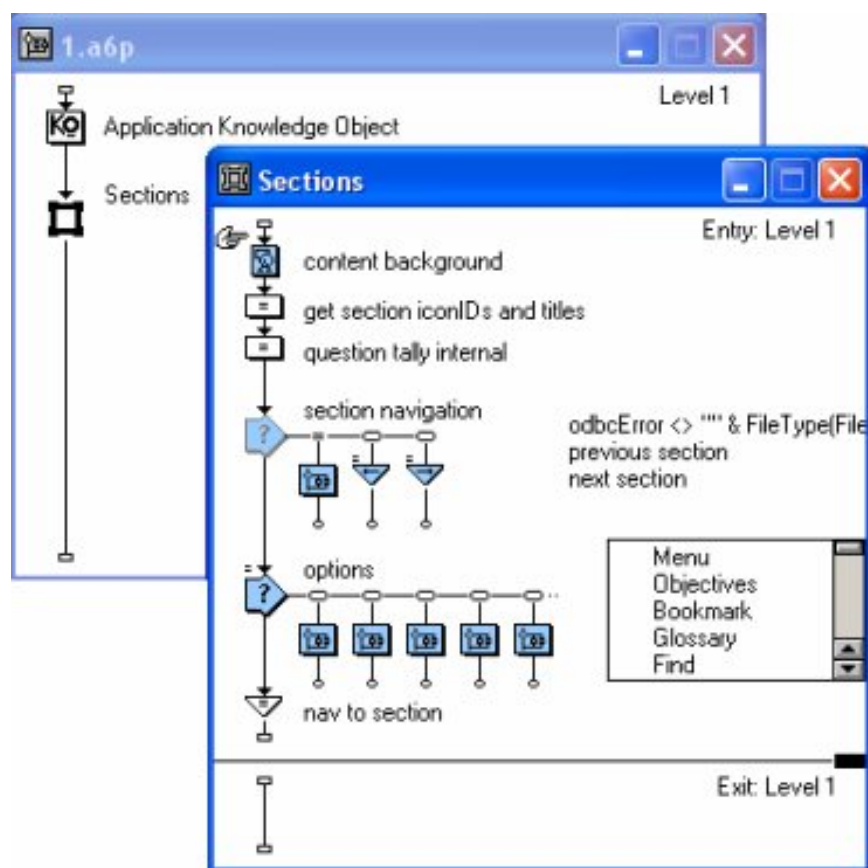 1.a6p
Level 1
Application Knowledge Object
Sections
Sections
Entry: Level 1
content background
get section iconIDs and titles
question tally internal
section navigation
odbcError <> "" & FileType(File
previous section
next section
options
Menu
Objectives
Bookmark
Glossary
Find
nav to section
Exit: Level 1